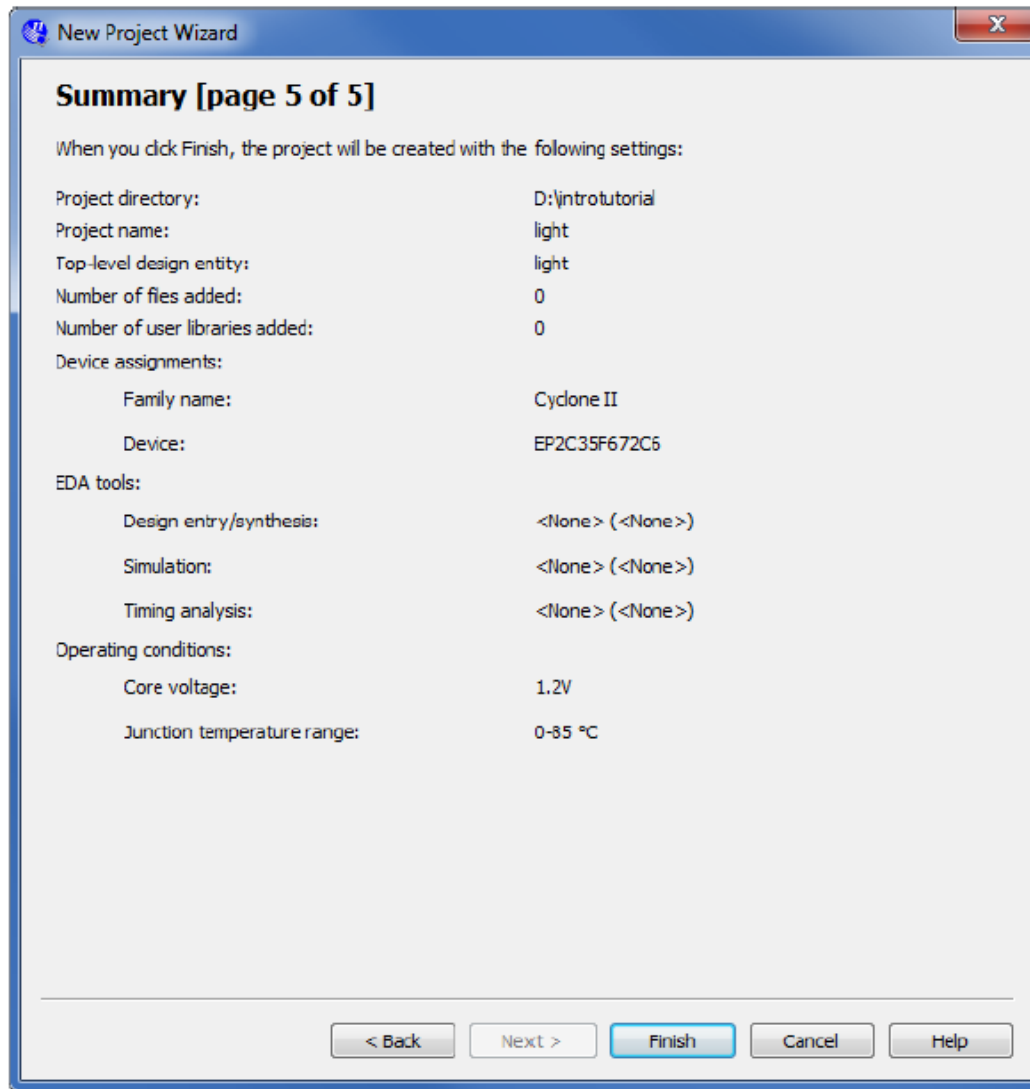 New Project Wizard
Summary [page 5 of 5]
When you click Finish, the project will be created with the following settings:
Project directory: D:\introtutorial
Project name: light
Top-level design entity: light
Number of files added: 0
Number of user libraries added: 0
Device assignments:
Family name: Cyclone II
Device: EP2C35F672C6
EDA tools:
Design entry/synthesis: <None> (<None>)
Simulation: <None> (<None>)
Timing analysis: <None> (<None>)
Operating conditions:
Core voltage: 1.2V
Junction temperature range: 0-85 °C
< Back Next > Finish Cancel Help